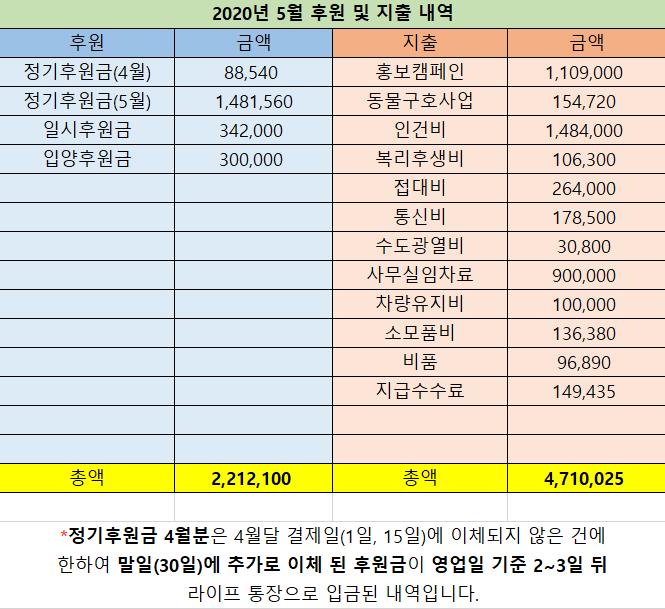 2020년 5월 후원 및 지출 내역
후원 금액 지출 금액
정기후원금(4월) 88,540 홍보캠페인 1,109,000
정기후원금(5월) 1,481,560 동물구호사업 154,720
일시후원금 342,000 인건비 1,484,000
입양후원금 300,000 복리후생비 106,300
접대비 264,000
통신비 178,500
수도광열비 30,800
사무실임차료 900,000
차량유지비 100,000
소모품비 136,380
비품 96,890
지급수수료 149,435
총액 2,212,100 총액 4,710,025
*정기후원금 4월분은 4월달 결제일(1일, 15일)에 이체되지 않은 건에
한하여 말일(30일)에 추가로 이체 된 후원금이 영업일 기준 2~3일 뒤
라이프 통장으로 입금된 내역입니다.